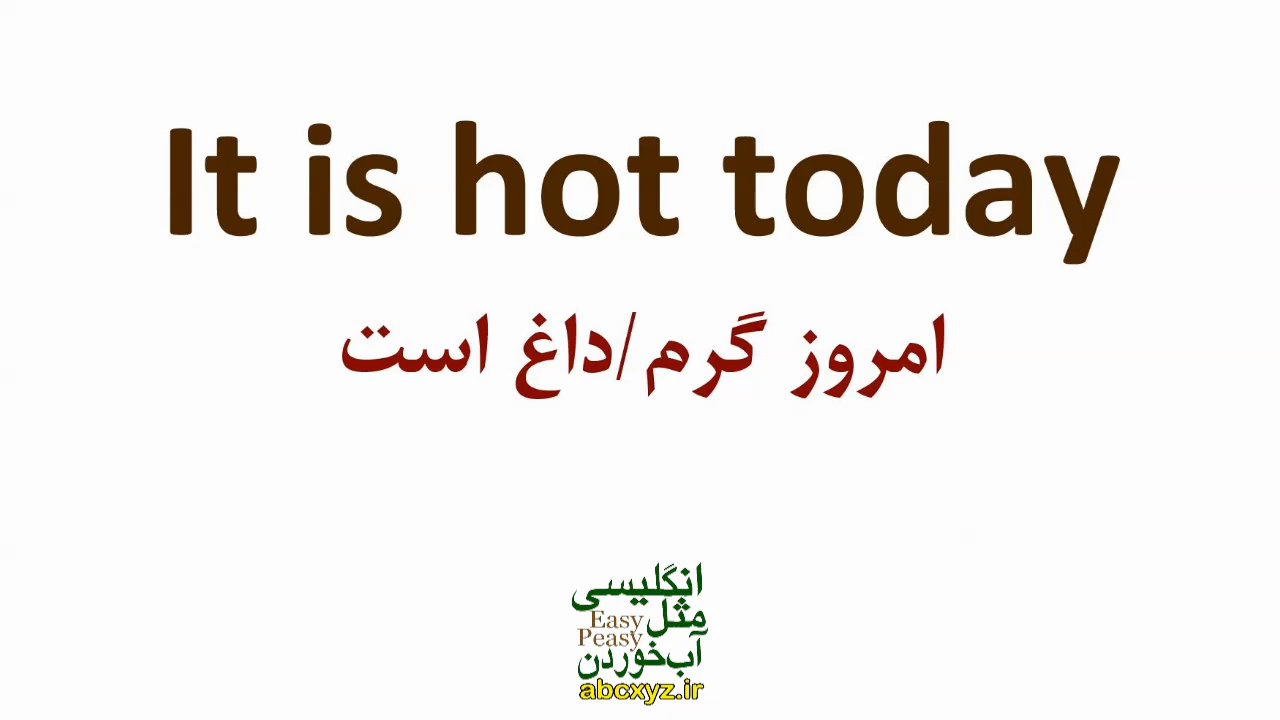 It is hot today
امروز گرم/داغ است
انگلیسی
مثل
Easy
Peasy
آب‌خوردن
abcxyz.ir